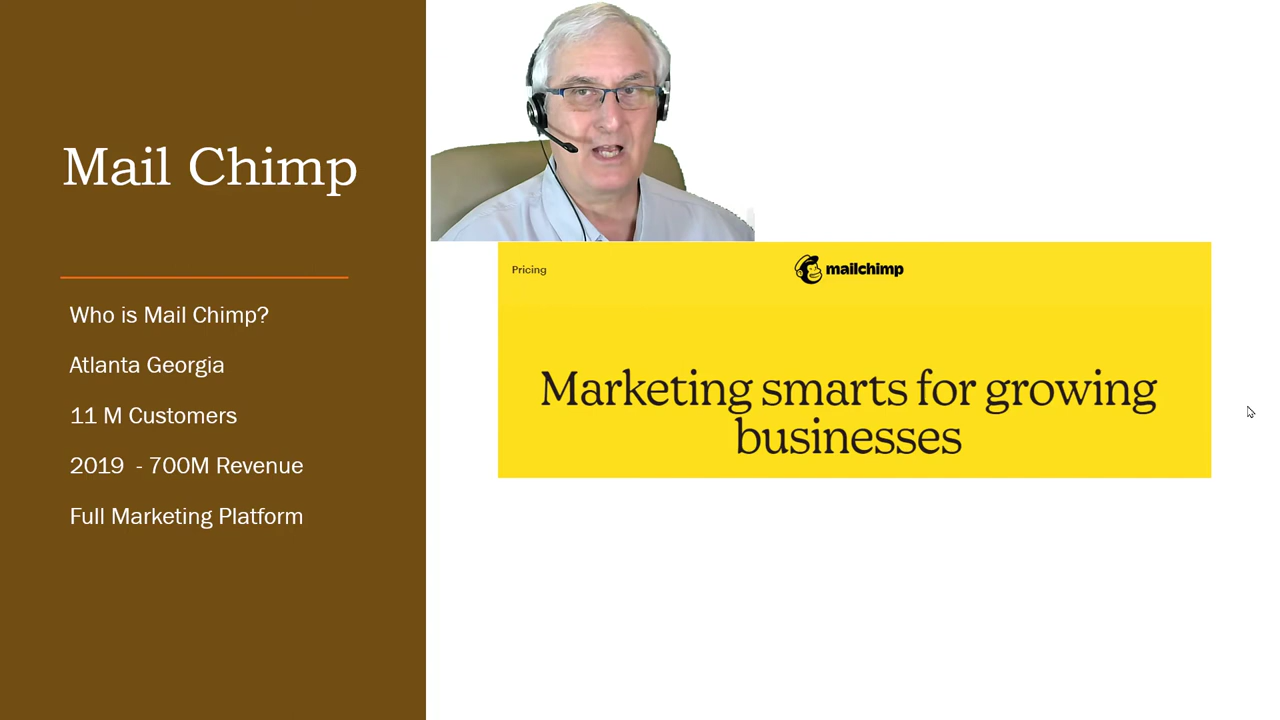 Mail Chimp
Who is Mail Chimp?
Atlanta Georgia
11 M Customers
2019  - 700M Revenue
Full Marketing Platform
Pricing
mailchimp
Marketing smarts for growing
businesses